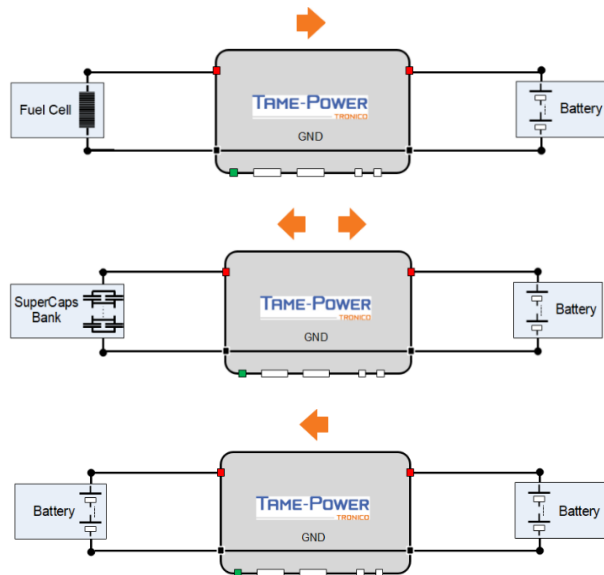 Fuel Cell
TAME-POWER
TRONICO
GND
Battery
SuperCaps
Bank
TAME-POWER
TRONICO
GND
Battery
Battery
TAME-POWER
TRONICO
GND
Battery